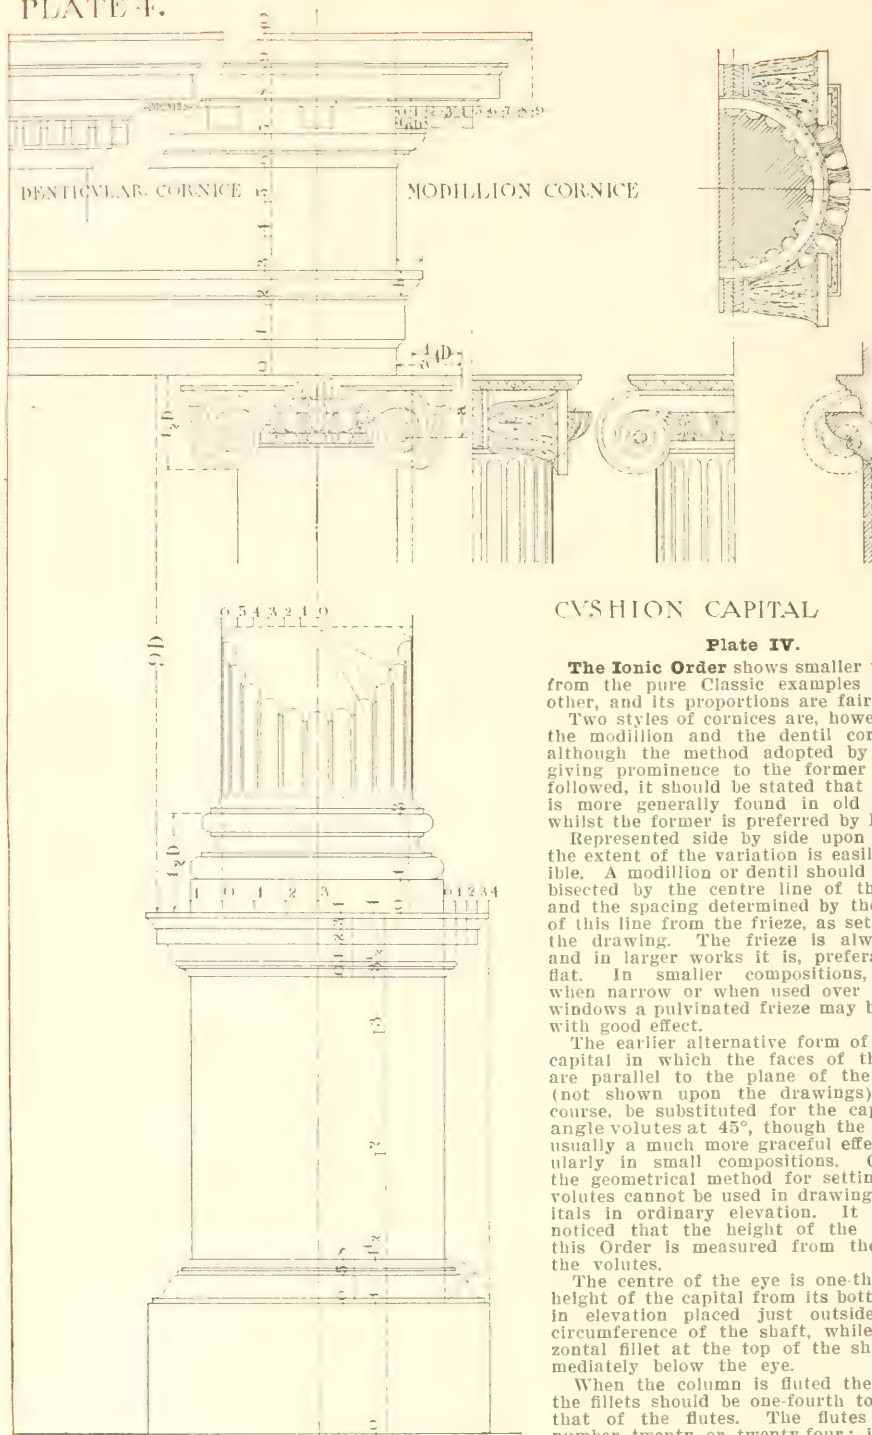 PLATE 4.
DENTICVLAR CORNICE
MODILLION CORNICE
CVSHION CAPITAL
Plate IV.
The Ionic Order shows smaller
from the pure Classic examples
other, and its proportions are fair
Two styles of cornices are, howe
the modillion and the dentil cor
although the method adopted by
giving prominence to the former
followed, it should be stated that
is more generally found in old
whilst the former is preferred by
Represented side by side upon
the extent of the variation is easil
ible. A modillion or dentil should
bisected by the centre line of th
and the spacing determined by the
of this line from the frieze, as set
the drawing. The frieze is alw
and in larger works it is, prefera
flat. In smaller compositions,
when narrow or when used over
windows a pulvinated frieze may b
with good effect.
The earlier alternative form of
capital in which the faces of th
are parallel to the plane of the
(not shown upon the drawings)
course, be substituted for the cap
angle volutes at 45°, though the
usually a much more graceful effe
ularly in small compositions.
the geometrical method for settin
volutes cannot be used in drawing
itals in ordinary elevation. It
noticed that the height of the
this Order is measured from the
the volutes.
The centre of the eye is one-th
height of the capital from its bott
in elevation placed just outside
circumference of the shaft, while
zontal fillet at the top of the sh
mediately below the eye.
When the column is fluted the
the fillets should be one-fourth to
that of the flutes. The flutes
number twenty or twenty-four; i